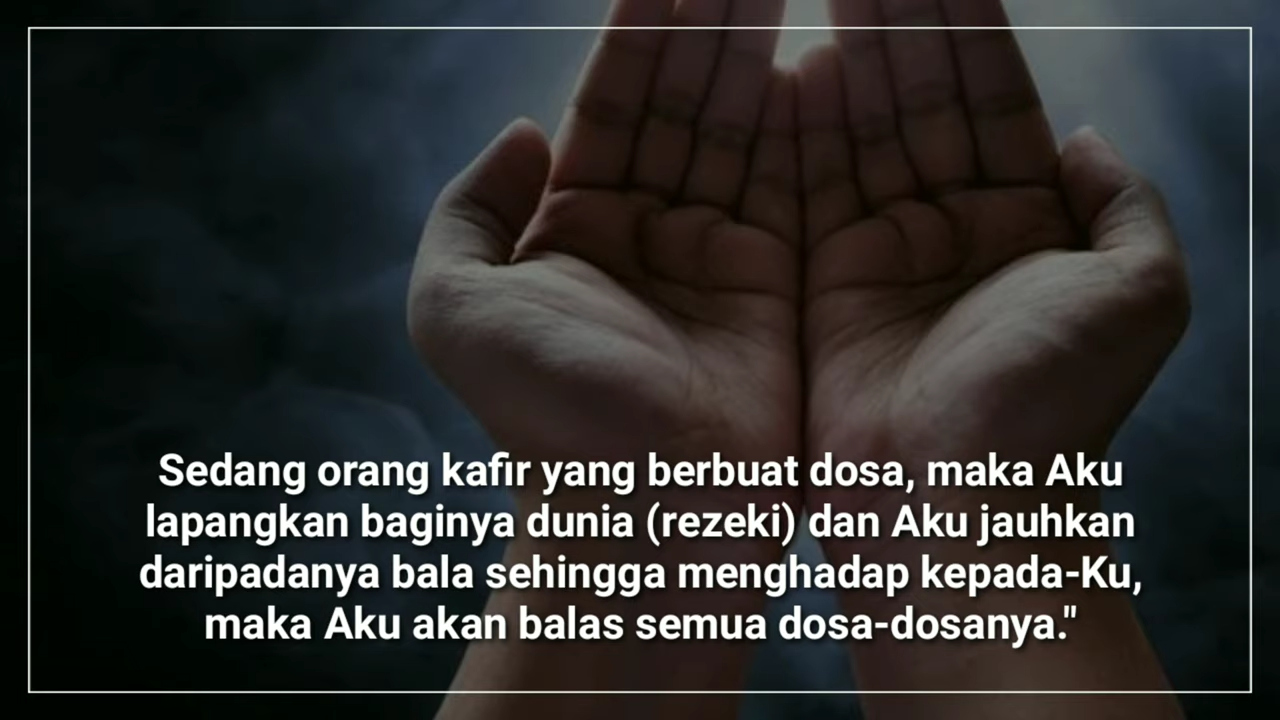 Sedang orang kafir yang berbuat dosa, maka Aku
lapangkan baginya dunia (rezeki) dan Aku jauhkan
daripadanya bala sehingga menghadap kepada-Ku,
maka Aku akan balas semua dosa-dosanya."